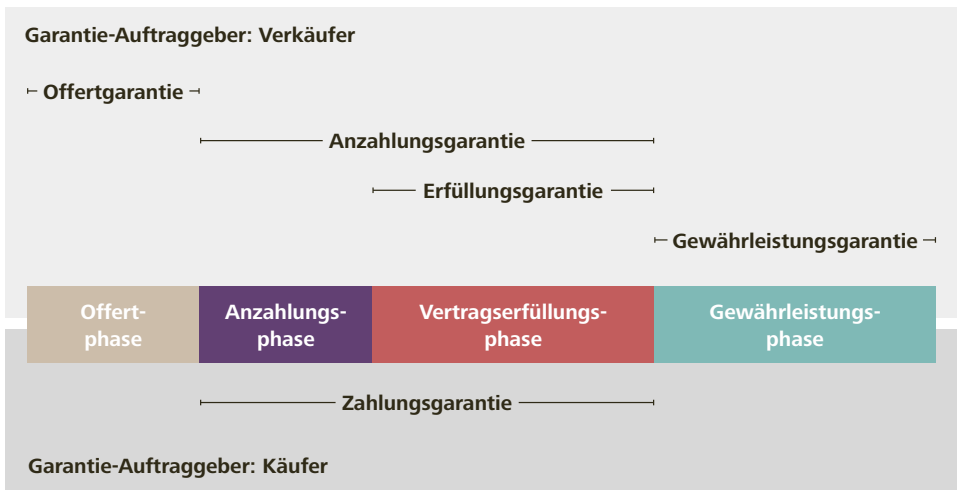 Garantie-Auftraggeber: Verkäufer
Offertgarantie
Anzahlungsgarantie
Erfüllungsgarantie
Gewährleistungsgarantie
Offert-
phase
Anzahlungs-
phase
Vertragserfüllungs-
phase
Gewährleistungs-
phase
Zahlungsgarantie
Garantie-Auftraggeber: Käufer